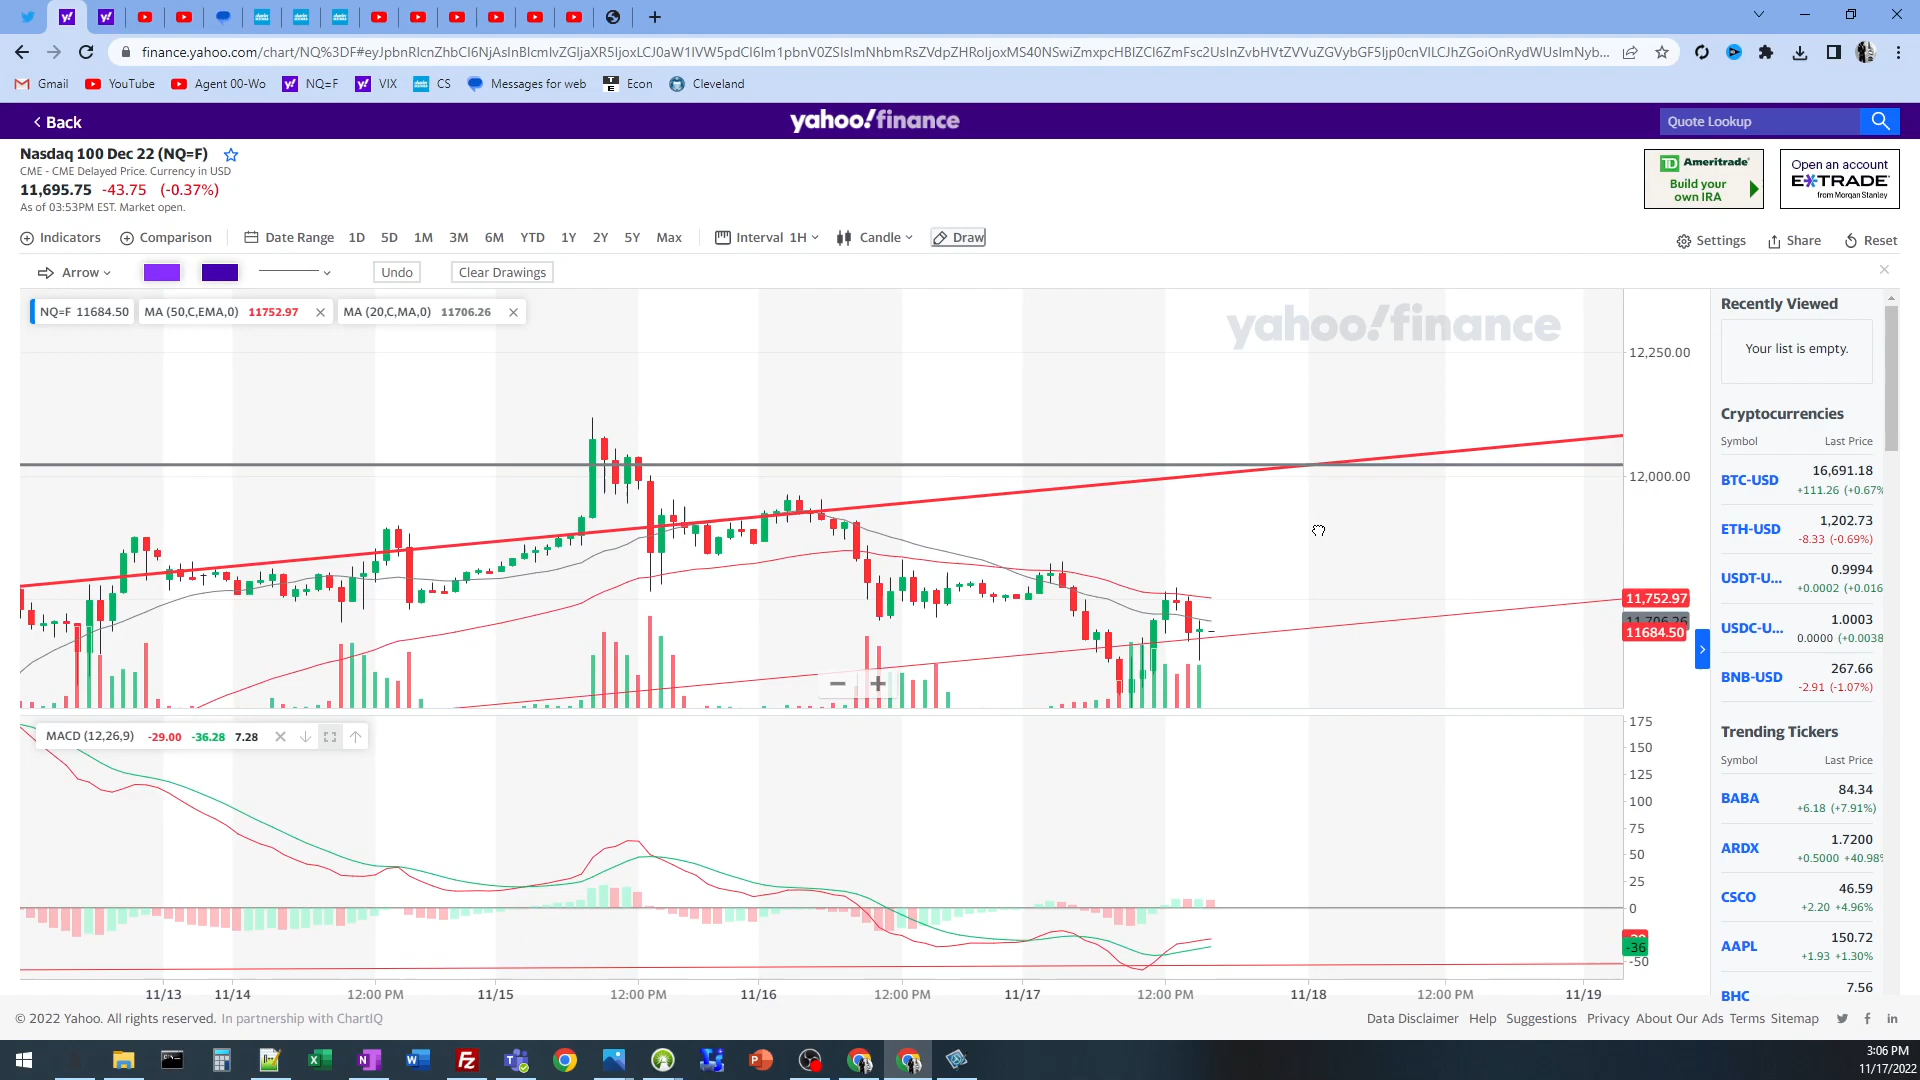 finance.yahoo.com/chart/NQ%3DF#eyJpbnRlcnZhbCI6NjAsInBlcmlvZGljaXR5IjoxLCJ0aW1lVW5pdCI6Im1pbnV0ZSIsImNhbmRsZVdpZHRoIjoxMS40NSwiZmxpcHBlZCI6ZmFsc2UsInZvbHVtZVVuZGVybGF5Ijp0cnVlLCJhZGoiOnRydWUsImNyb...
Gmail YouTube Agent 00-Wo NQ=F VIX CS Messages for web Econ Cleveland
Back yahoo!finance Quote Lookup
Nasdaq 100 Dec 22 (NQ=F)
CME - CME Delayed Price. Currency in USD
11,695.75 -43.75 (-0.37%)
As of 03:53PM EST. Market open.
Ameritrade
Build your
own IRA
Open an account
E*TRADE
from Morgan Stanley
Indicators Comparison Date Range 1D 5D 1M 3M 6M YTD 1Y 2Y 5Y Max Interval 1H Candle Draw Settings Share Reset
Arrow Undo Clear Drawings
NQ=F 11684.50 MA (50,C,EMA,0) 11752.97 MA (20,C,MA,0) 11706.26
yahoo!finance
12,250.00
12,000.00
11,752.97
11,706.26
11684.50
MACD (12,26,9) -29.00 -36.28 7.28
175
150
125
100
75
50
25
0
-36
-50
11/13 11/14 12:00 PM 11/15 12:00 PM 11/16 12:00 PM 11/17 12:00 PM 11/18 12:00 PM 11/19
Recently Viewed
Your list is empty.
Cryptocurrencies
Symbol Last Price
BTC-USD 16,691.18
+111.26 (+0.67%
ETH-USD 1,202.73
-8.33 (-0.69%)
USDT-U... 0.9994
+0.0002 (+0.016
USDC-U... 1.0003
0.0000 (+0.0038
BNB-USD 267.66
-2.91 (-1.07%)
Trending Tickers
Symbol Last Price
BABA 84.34
+6.18 (+7.91%)
ARDX 1.7200
+0.5000 +40.98%
CSCO 46.59
+2.20 +4.96%
AAPL 150.72
+1.93 +1.30%
BHC 7.56
© 2022 Yahoo. All rights reserved. In partnership with ChartIQ
Data Disclaimer Help Suggestions Privacy About Our Ads Terms Sitemap
3:06 PM
11/17/2022